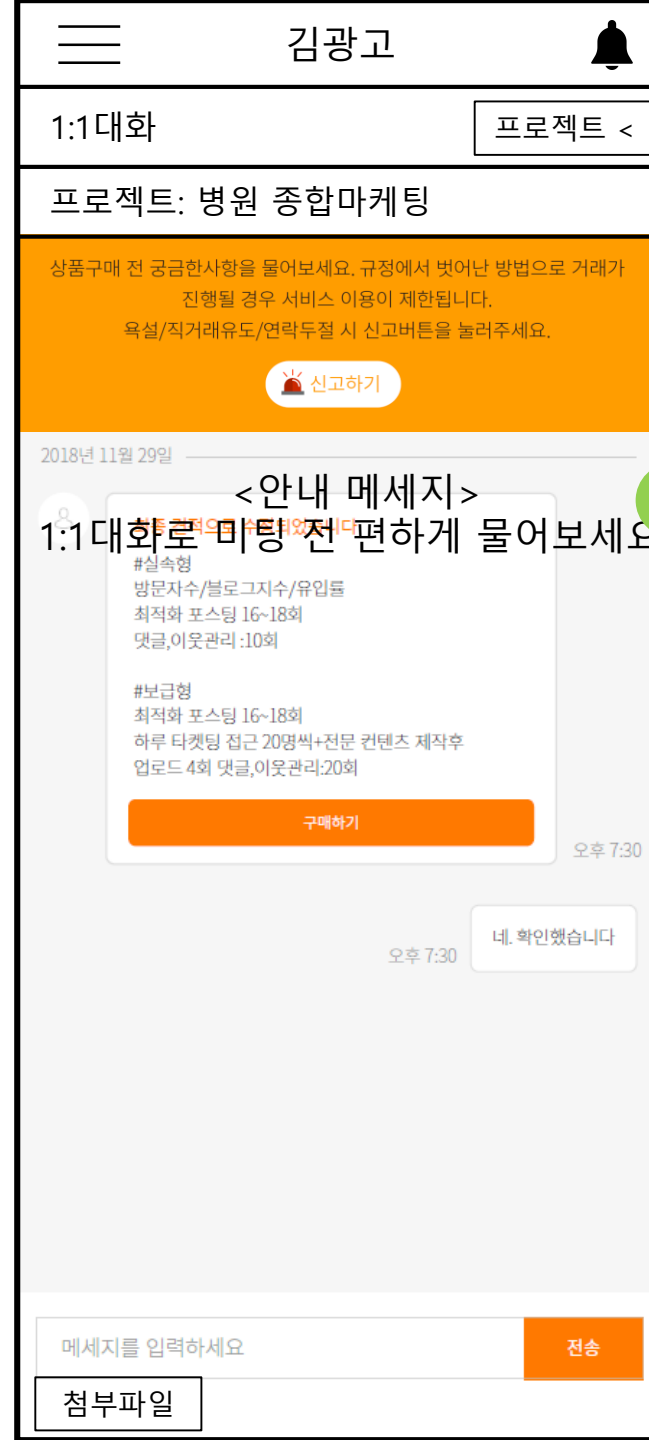 김광고
1:1대화
프로젝트 <
프로젝트: 병원 종합마케팅
상품구매 전 궁금한사항을 물어보세요. 규정에서 벗어난 방법으로 거래가
진행될 경우 서비스 이용이 제한됩니다.
욕설/직거래유도/연락두절 시 신고버튼을 눌러주세요.
신고하기
2018년 11월 29일
<안내 메세지>
1:1대화로 미팅 전 편하게 물어보세요
#실속형
방문자수/블로그지수/유입률
최적화 포스팅 16~18회
댓글,이웃관리 :10회
#보급형
최적화 포스팅 16~18회
하루 타켓팅 접근 20명씩+전문 컨텐츠 제작후
업로드 4회 댓글,이웃관리:20회
구매하기
오후 7:30
네. 확인했습니다
오후 7:30
메세지를 입력하세요
전송
첨부파일